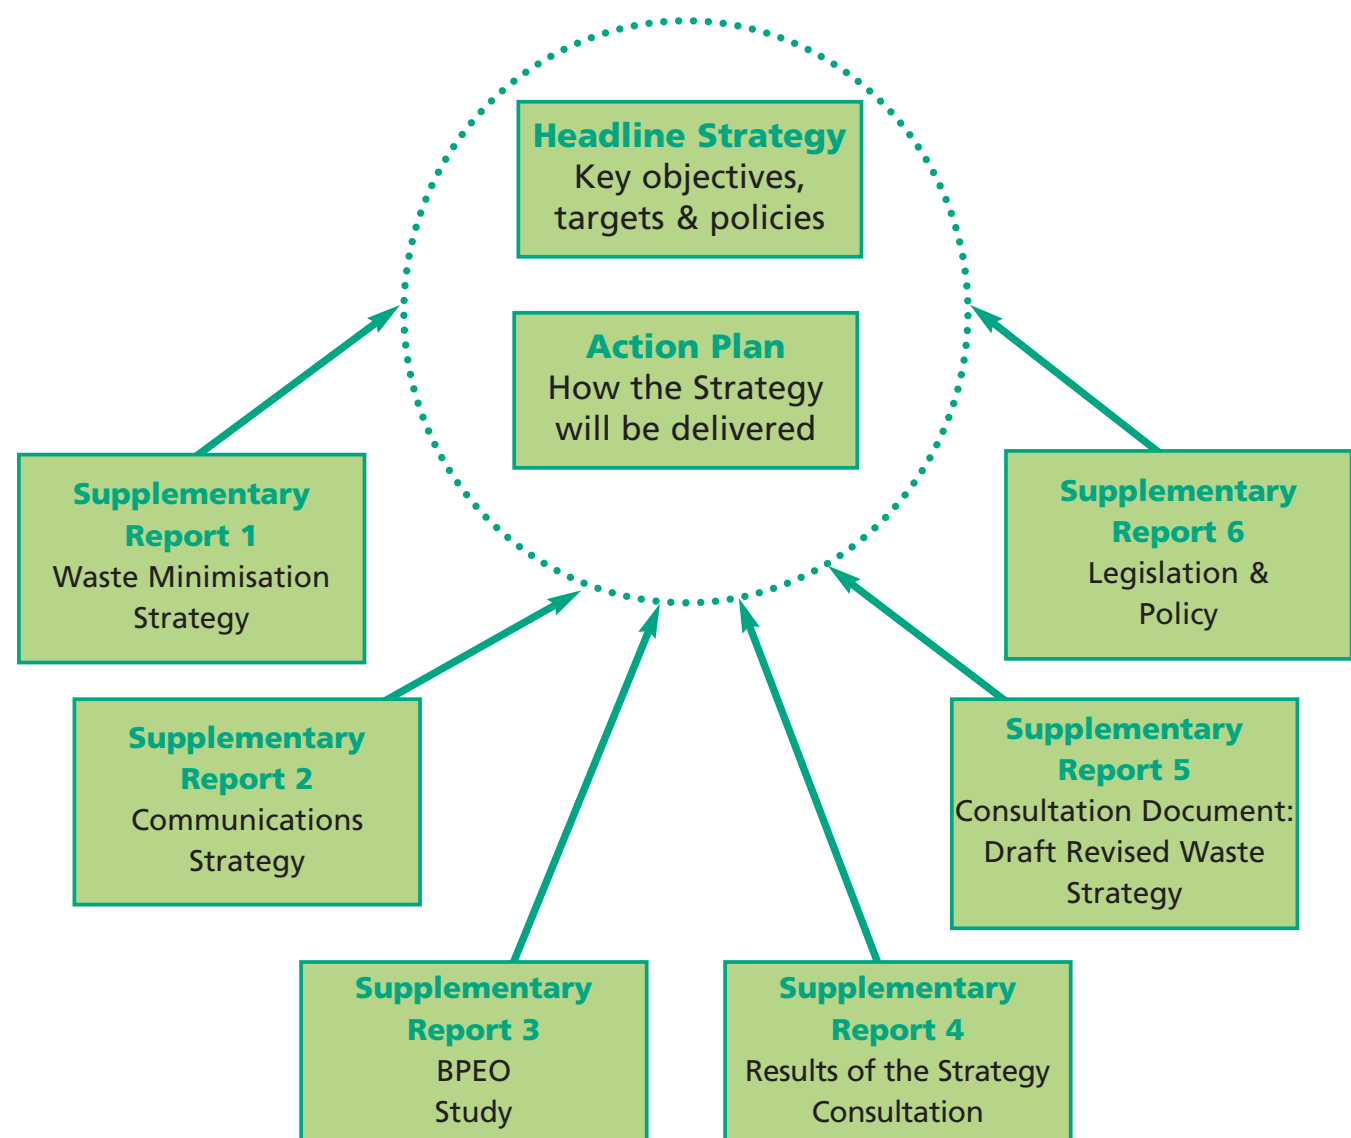 Headline Strategy
Key objectives,
targets & policies
Action Plan
How the Strategy
will be delivered
Supplementary
Report 1
Waste Minimisation
Strategy
Supplementary
Report 2
Communications
Strategy
Supplementary
Report 3
BPEO
Study
Supplementary
Report 4
Results of the Strategy
Consultation
Supplementary
Report 5
Consultation Document:
Draft Revised Waste
Strategy
Supplementary
Report 6
Legislation &
Policy